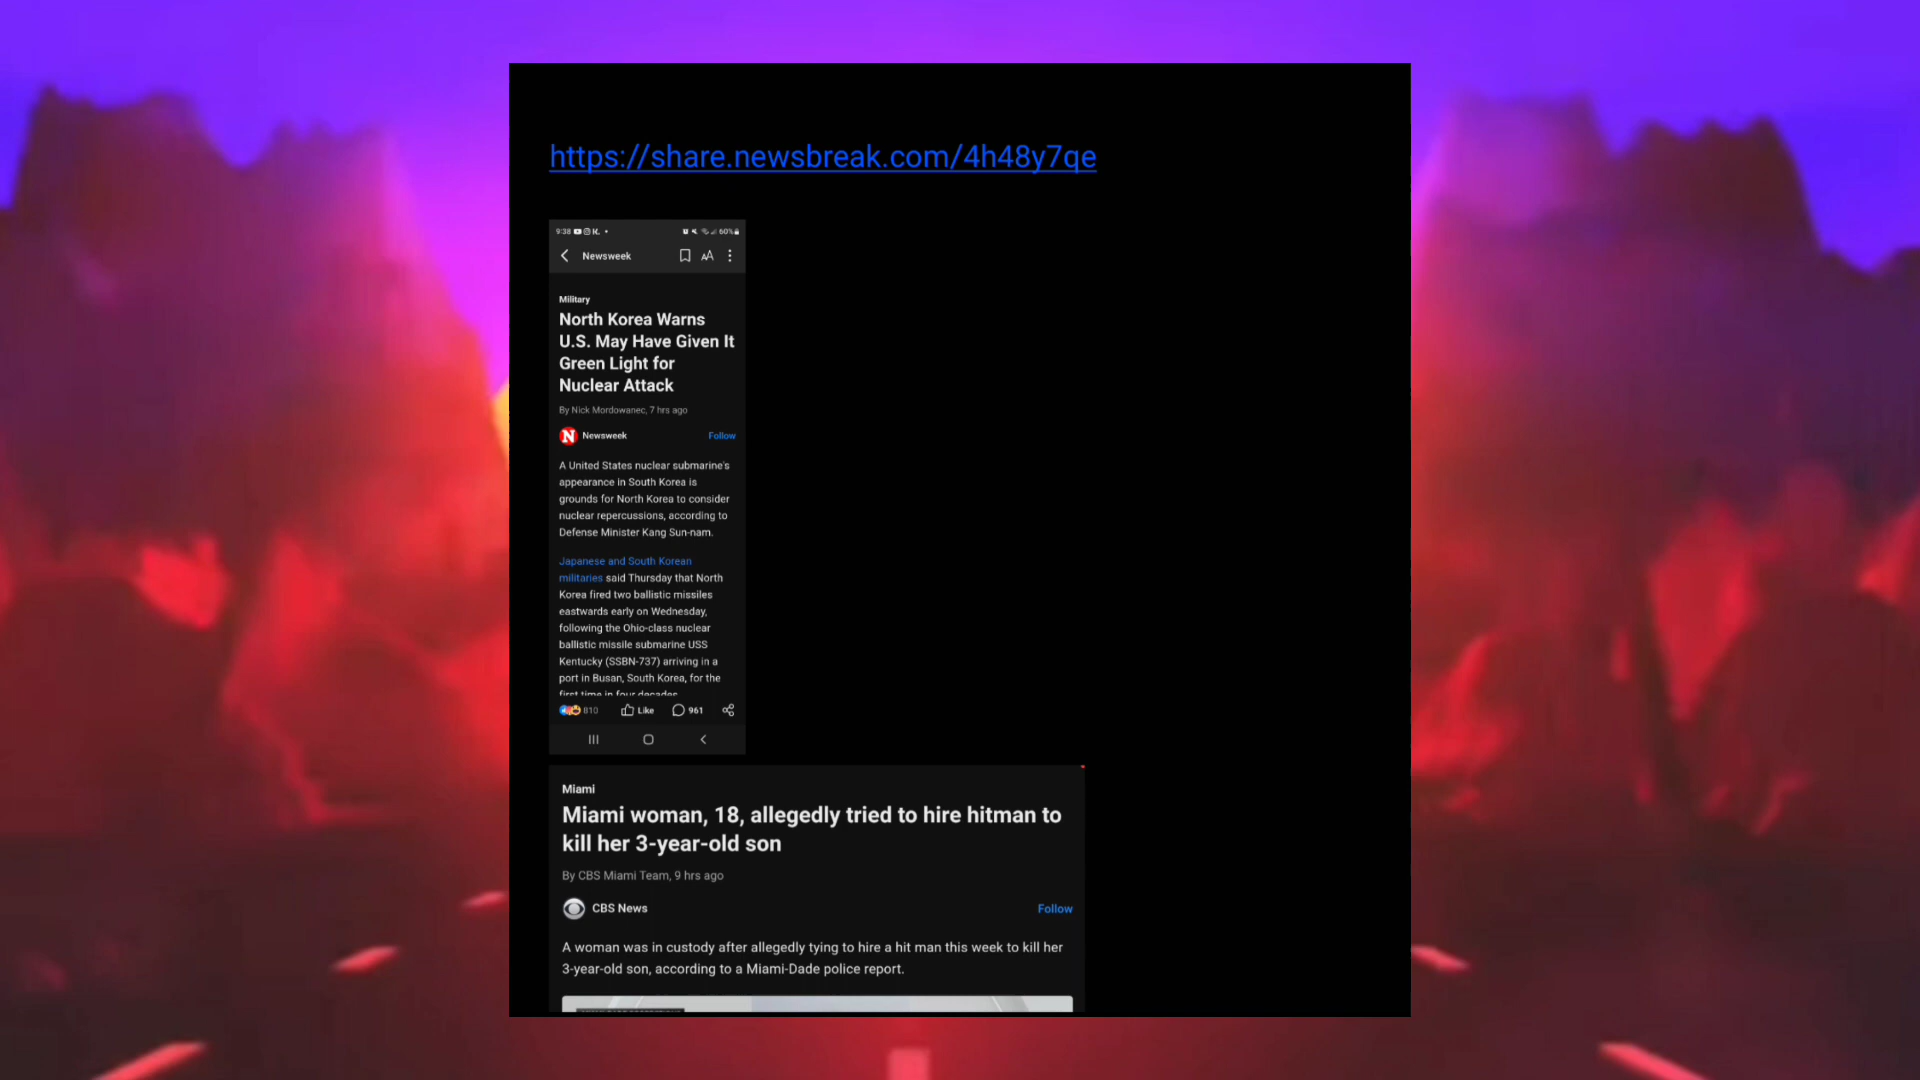 https://share.newsbreak.com/4h48y7qe
9:38
60%
Newsweek
Military
North Korea Warns
U.S. May Have Given It
Green Light for
Nuclear Attack
By Nick Mordowanec, 7 hrs ago
N Newsweek Follow
A United States nuclear submarine's
appearance in South Korea is
grounds for North Korea to consider
nuclear repercussions, according to
Defense Minister Kang Sun-nam.
Japanese and South Korean
militaries said Thursday that North
Korea fired two ballistic missiles
eastwards early on Wednesday,
following the Ohio-class nuclear
ballistic missile submarine USS
Kentucky (SSBN-737) arriving in a
port in Busan, South Korea, for the
first time in four decades
810 Like 961
Miami
Miami woman, 18, allegedly tried to hire hitman to
kill her 3-year-old son
By CBS Miami Team, 9 hrs ago
CBS News Follow
A woman was in custody after allegedly tying to hire a hit man this week to kill her
3-year-old son, according to a Miami-Dade police report.